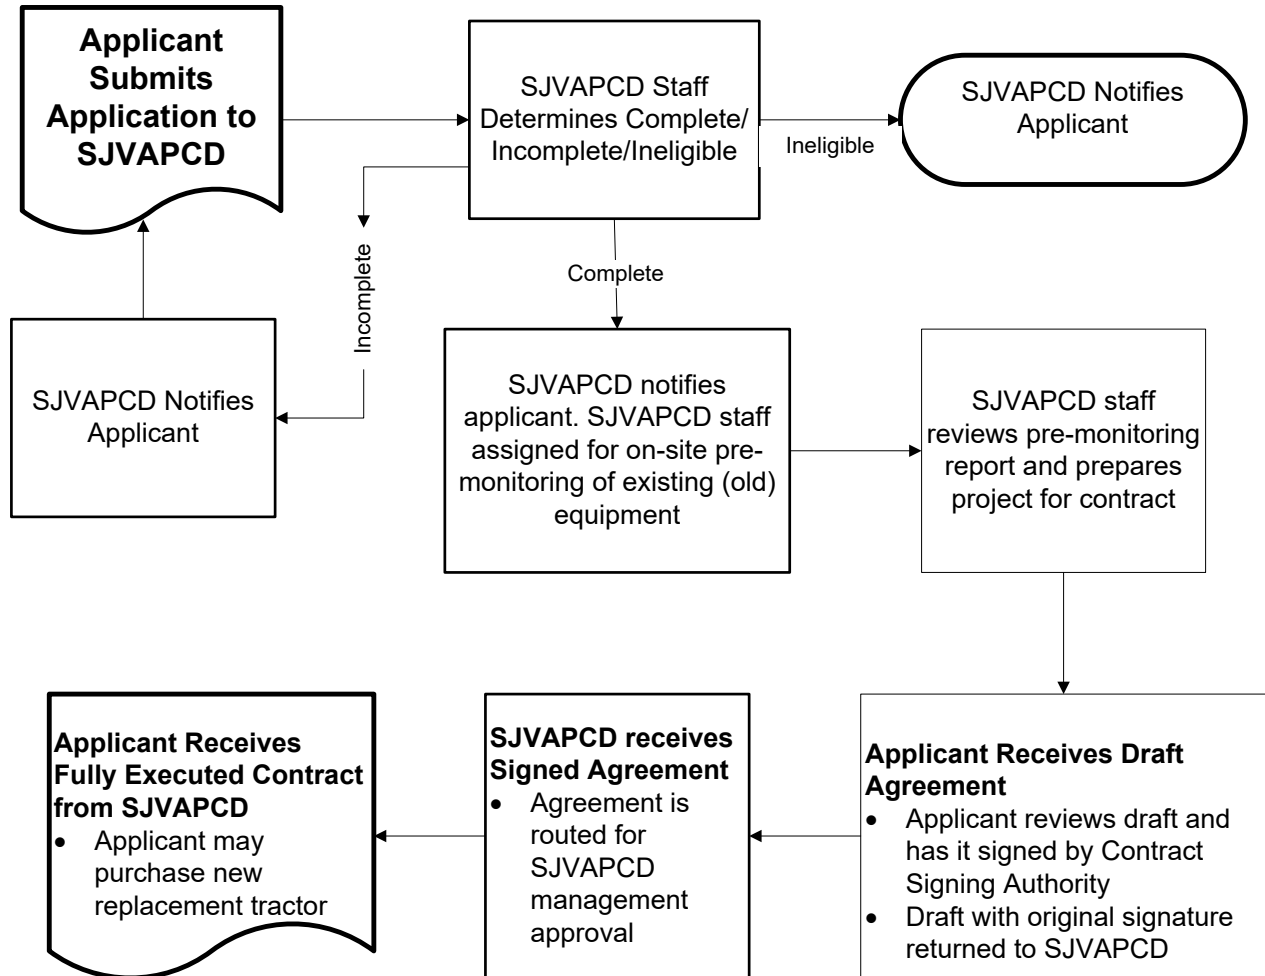 Applicant
Submits
Application to
SJVAPCD
SJVAPCD Staff
Determines Complete/
Incomplete/Ineligible
Ineligible
SJVAPCD Notifies
Applicant
Incomplete
Complete
SJVAPCD Notifies
Applicant
SJVAPCD notifies
applicant. SJVAPCD staff
assigned for on-site pre-
monitoring of existing (old)
equipment
SJVAPCD staff
reviews pre-monitoring
report and prepares
project for contract
Applicant Receives Draft
Agreement
• Applicant reviews draft and
has it signed by Contract
Signing Authority
• Draft with original signature
returned to SJVAPCD
SJVAPCD receives
Signed Agreement
• Agreement is
routed for
SJVAPCD
management
approval
Applicant Receives
Fully Executed Contract
from SJVAPCD
• Applicant may
purchase new
replacement tractor